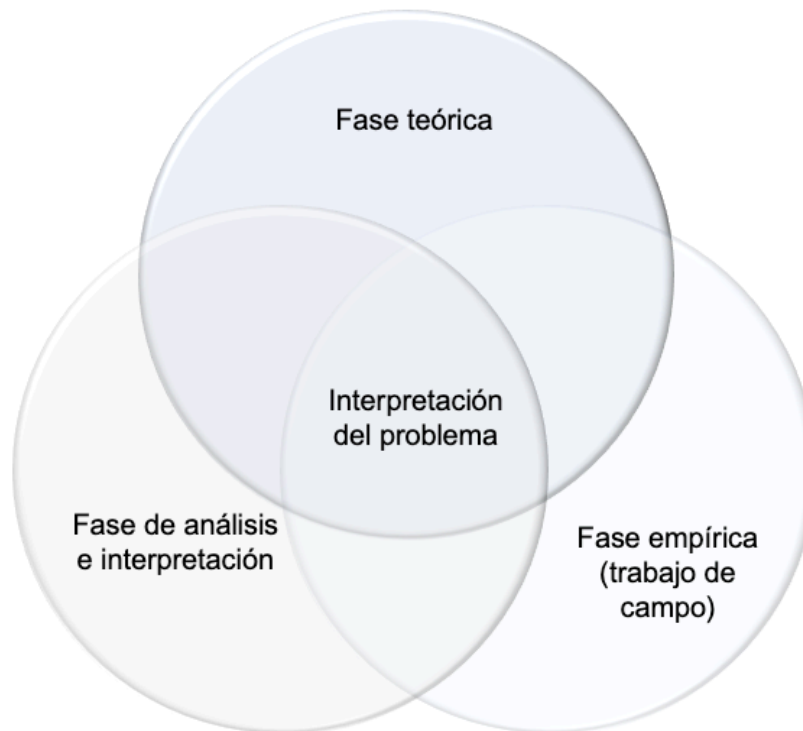 Fase teórica
Interpretación
del problema
Fase de análisis
e interpretación
Fase empírica
(trabajo de
campo)